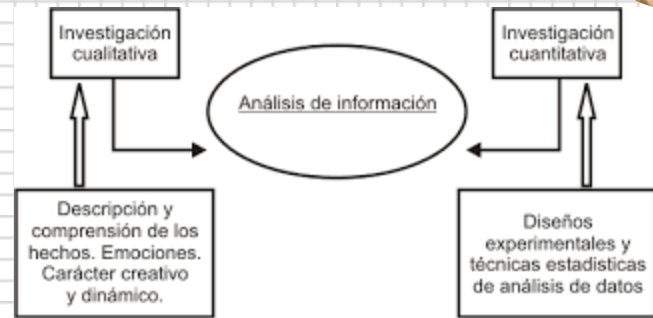 Investigación
cualitativa
Investigación
cuantitativa
Análisis de información
Descripción y
comprensión de los
hechos. Emociones.
Carácter creativo
y dinámico.
Diseños
experimentales y
técnicas estadisticas
de análisis de datos